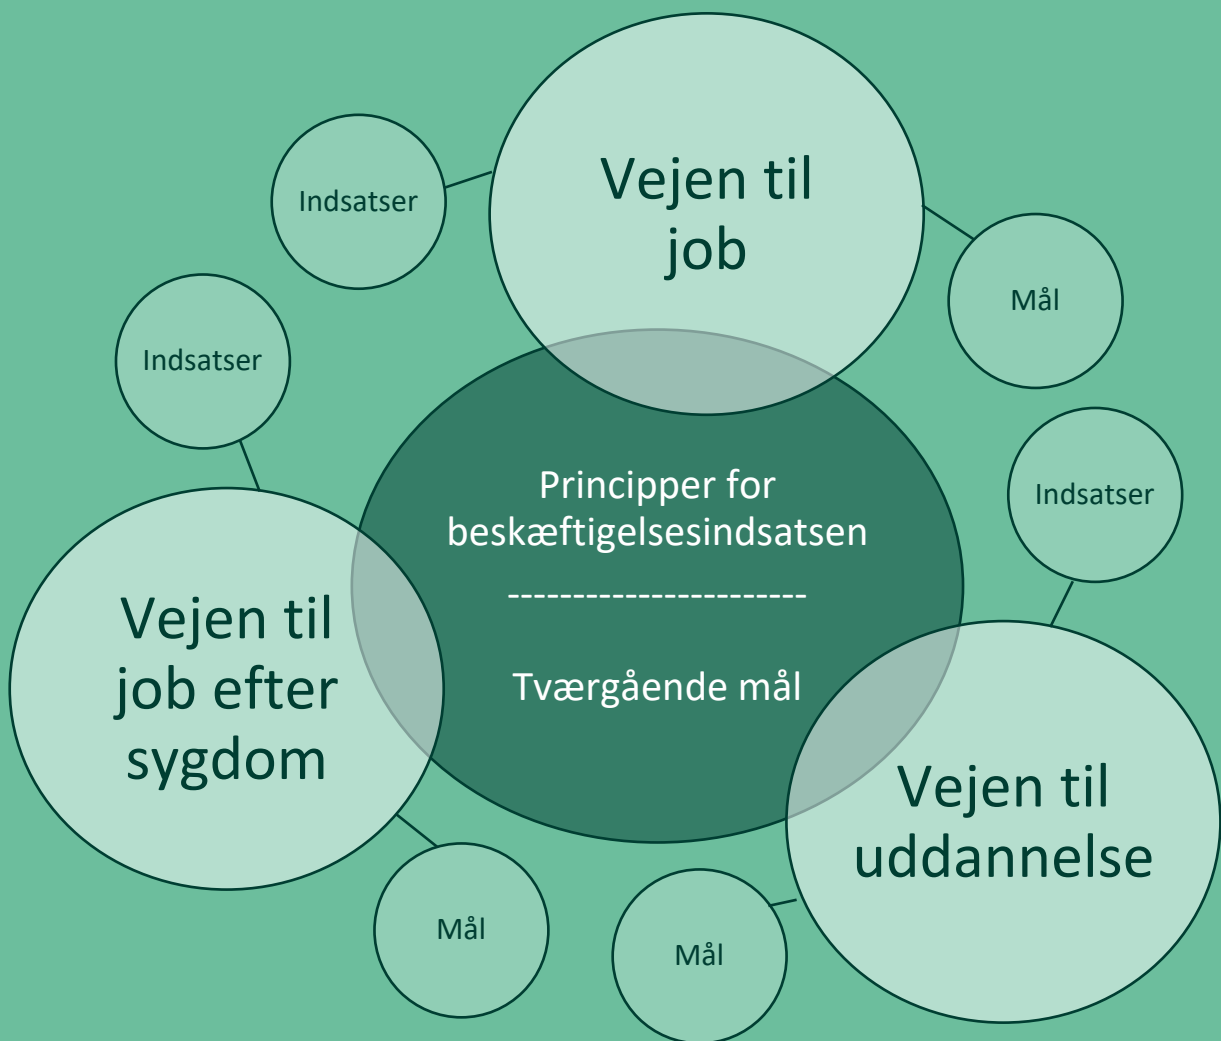 Vejen til
job
Indsatser
Mål
Indsatser
Principper for
beskæftigelsesindsatsen
-----------------------
Tværgående mål
Indsatser
Vejen til
job efter
sygdom
Vejen til
uddannelse
Mål
Mål